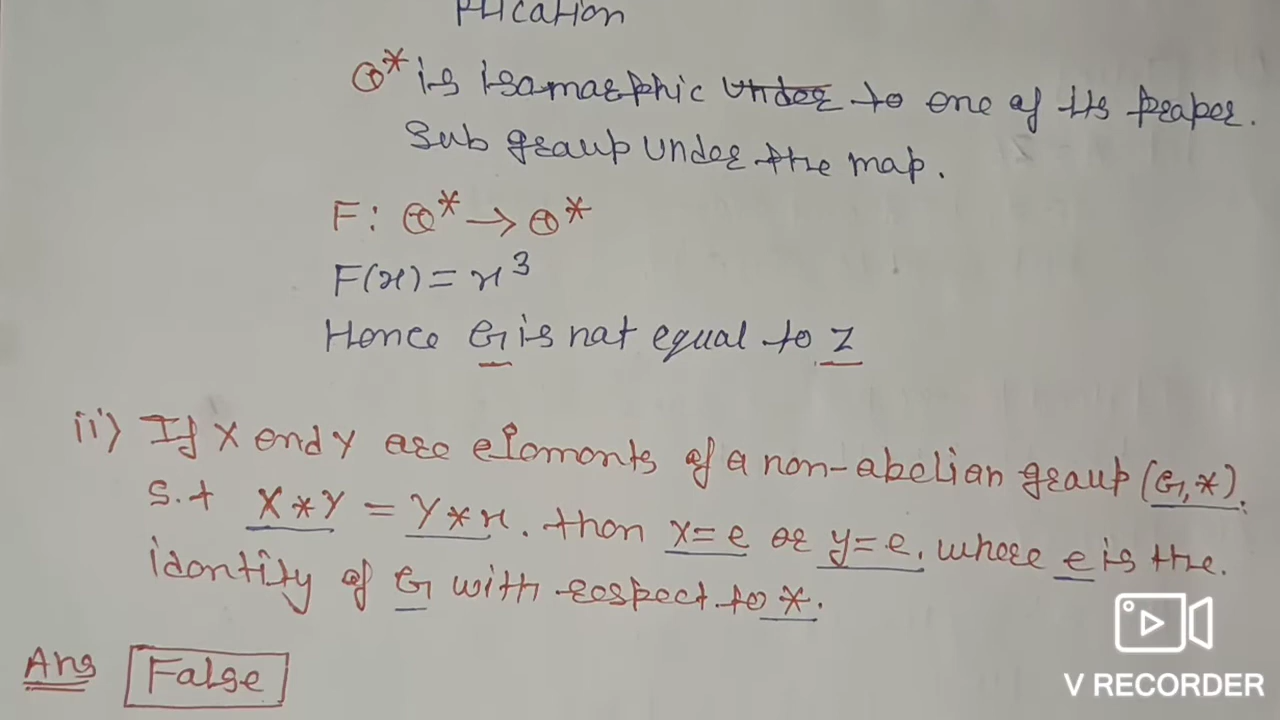 plication
Q* is isomorphic under to one of its proper.
Sub group under the map.
F: Q* → Q*
F(x) = x³
Hence G is not equal to Z
ii) If X and Y are elements of a non-abelian group (G,*).
S.t X*Y = Y*x. then x=e or y=e, where e is the.
identity of G with respect to *.
Ans False
V RECORDER